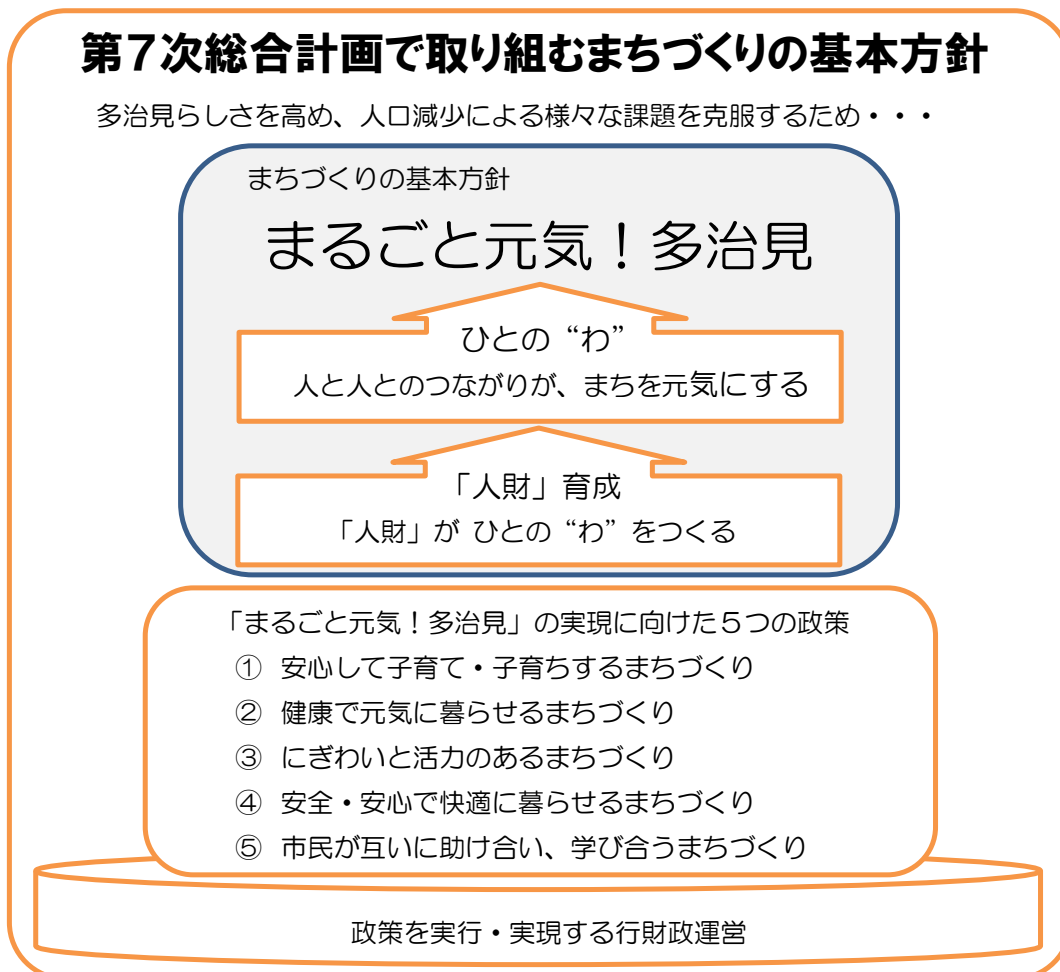 第7次総合計画で取り組むまちづくりの基本方針
多治見らしさを高め、人口減少による様々な課題を克服するため・・・
まちづくりの基本方針
まるごと元気！多治見
ひとの “わ”
人と人とのつながりが、まちを元気にする
「人財」育成
「人財」が ひとの “わ” をつくる
「まるごと元気！多治見」の実現に向けた５つの政策
① 安心して子育て・子育ちするまちづくり
② 健康で元気に暮らせるまちづくり
③ にぎわいと活力のあるまちづくり
④ 安全・安心で快適に暮らせるまちづくり
⑤ 市民が互いに助け合い、学び合うまちづくり
政策を実行・実現する行財政運営